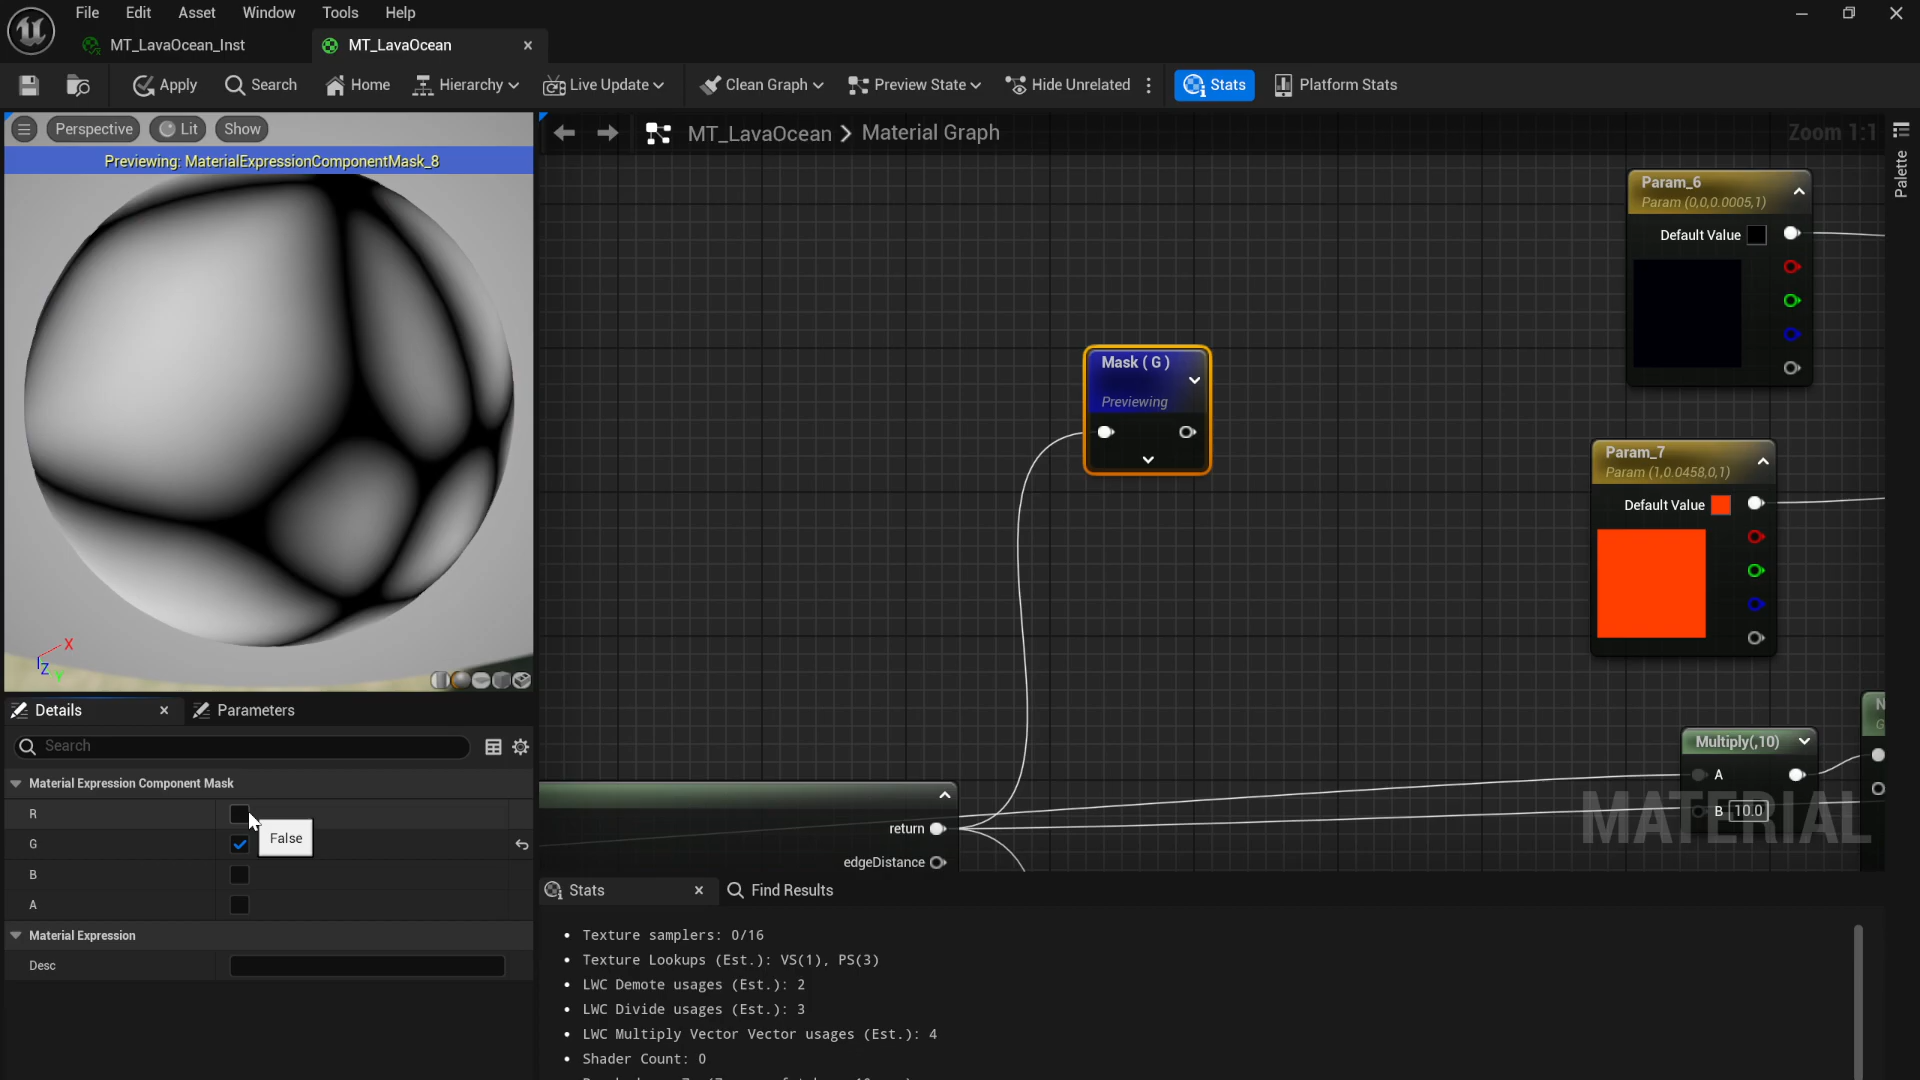 File Edit Asset Window Tools Help
MT_LavaOcean_Inst MT_LavaOcean
Apply Search Home Hierarchy Live Update Clean Graph Preview State Hide Unrelated Stats Platform Stats
Perspective Lit Show
Previewing: MaterialExpressionComponentMask_8
MT_LavaOcean Material Graph
Zoom 1:1
Palette
Param_6
Param (0,0,0.0005,1)
Default Value
Mask ( G )
Previewing
Param_7
Param (1,0.0458,0,1)
Default Value
X
Z
Y
Multiply(,10)
A
B 10.0
MATERIAL
return
edgeDistance
Details Parameters
Search
Material Expression Component Mask
R
False
G
B
A
Material Expression
Desc
Stats Find Results
• Texture samplers: 0/16
• Texture Lookups (Est.): VS(1), PS(3)
• LWC Demote usages (Est.): 2
• LWC Divide usages (Est.): 3
• LWC Multiply Vector Vector usages (Est.): 4
• Shader Count: 0